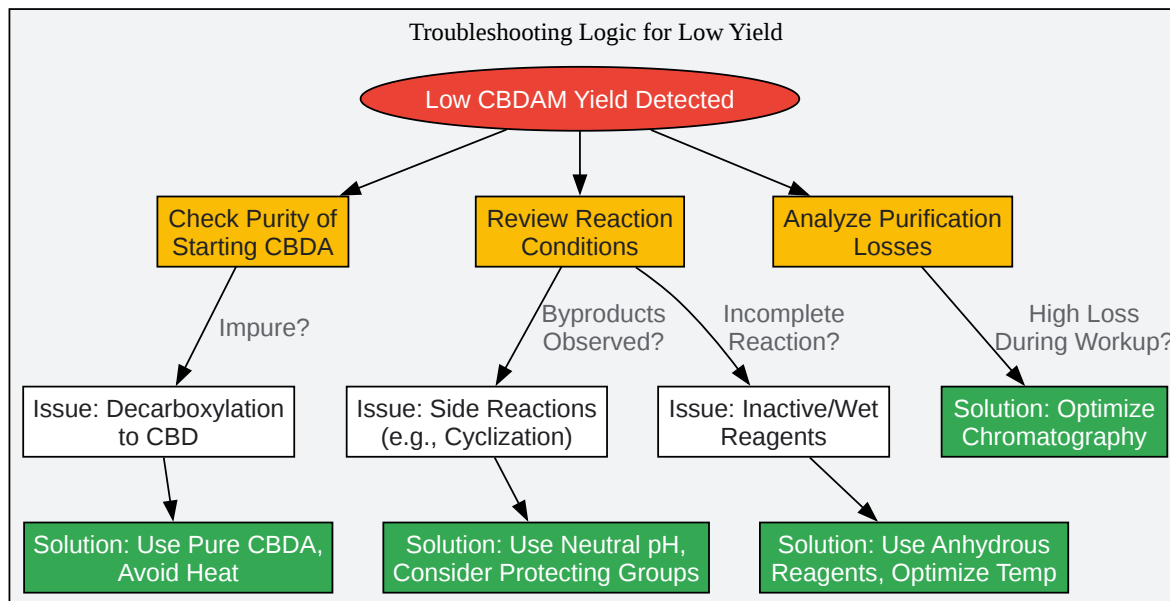 Troubleshooting Logic for Low Yield
Low CBDAM Yield Detected
Check Purity of
Starting CBDA
Review Reaction
Conditions
Analyze Purification
Losses
Impure?
Byproducts
Observed?
Incomplete
Reaction?
High Loss
During Workup?
Issue: Decarboxylation
to CBD
Issue: Side Reactions
(e.g., Cyclization)
Issue: Inactive/Wet
Reagents
Solution: Optimize
Chromatography
Solution: Use Pure CBDA,
Avoid Heat
Solution: Use Neutral pH,
Consider Protecting Groups
Solution: Use Anhydrous
Reagents, Optimize Temp